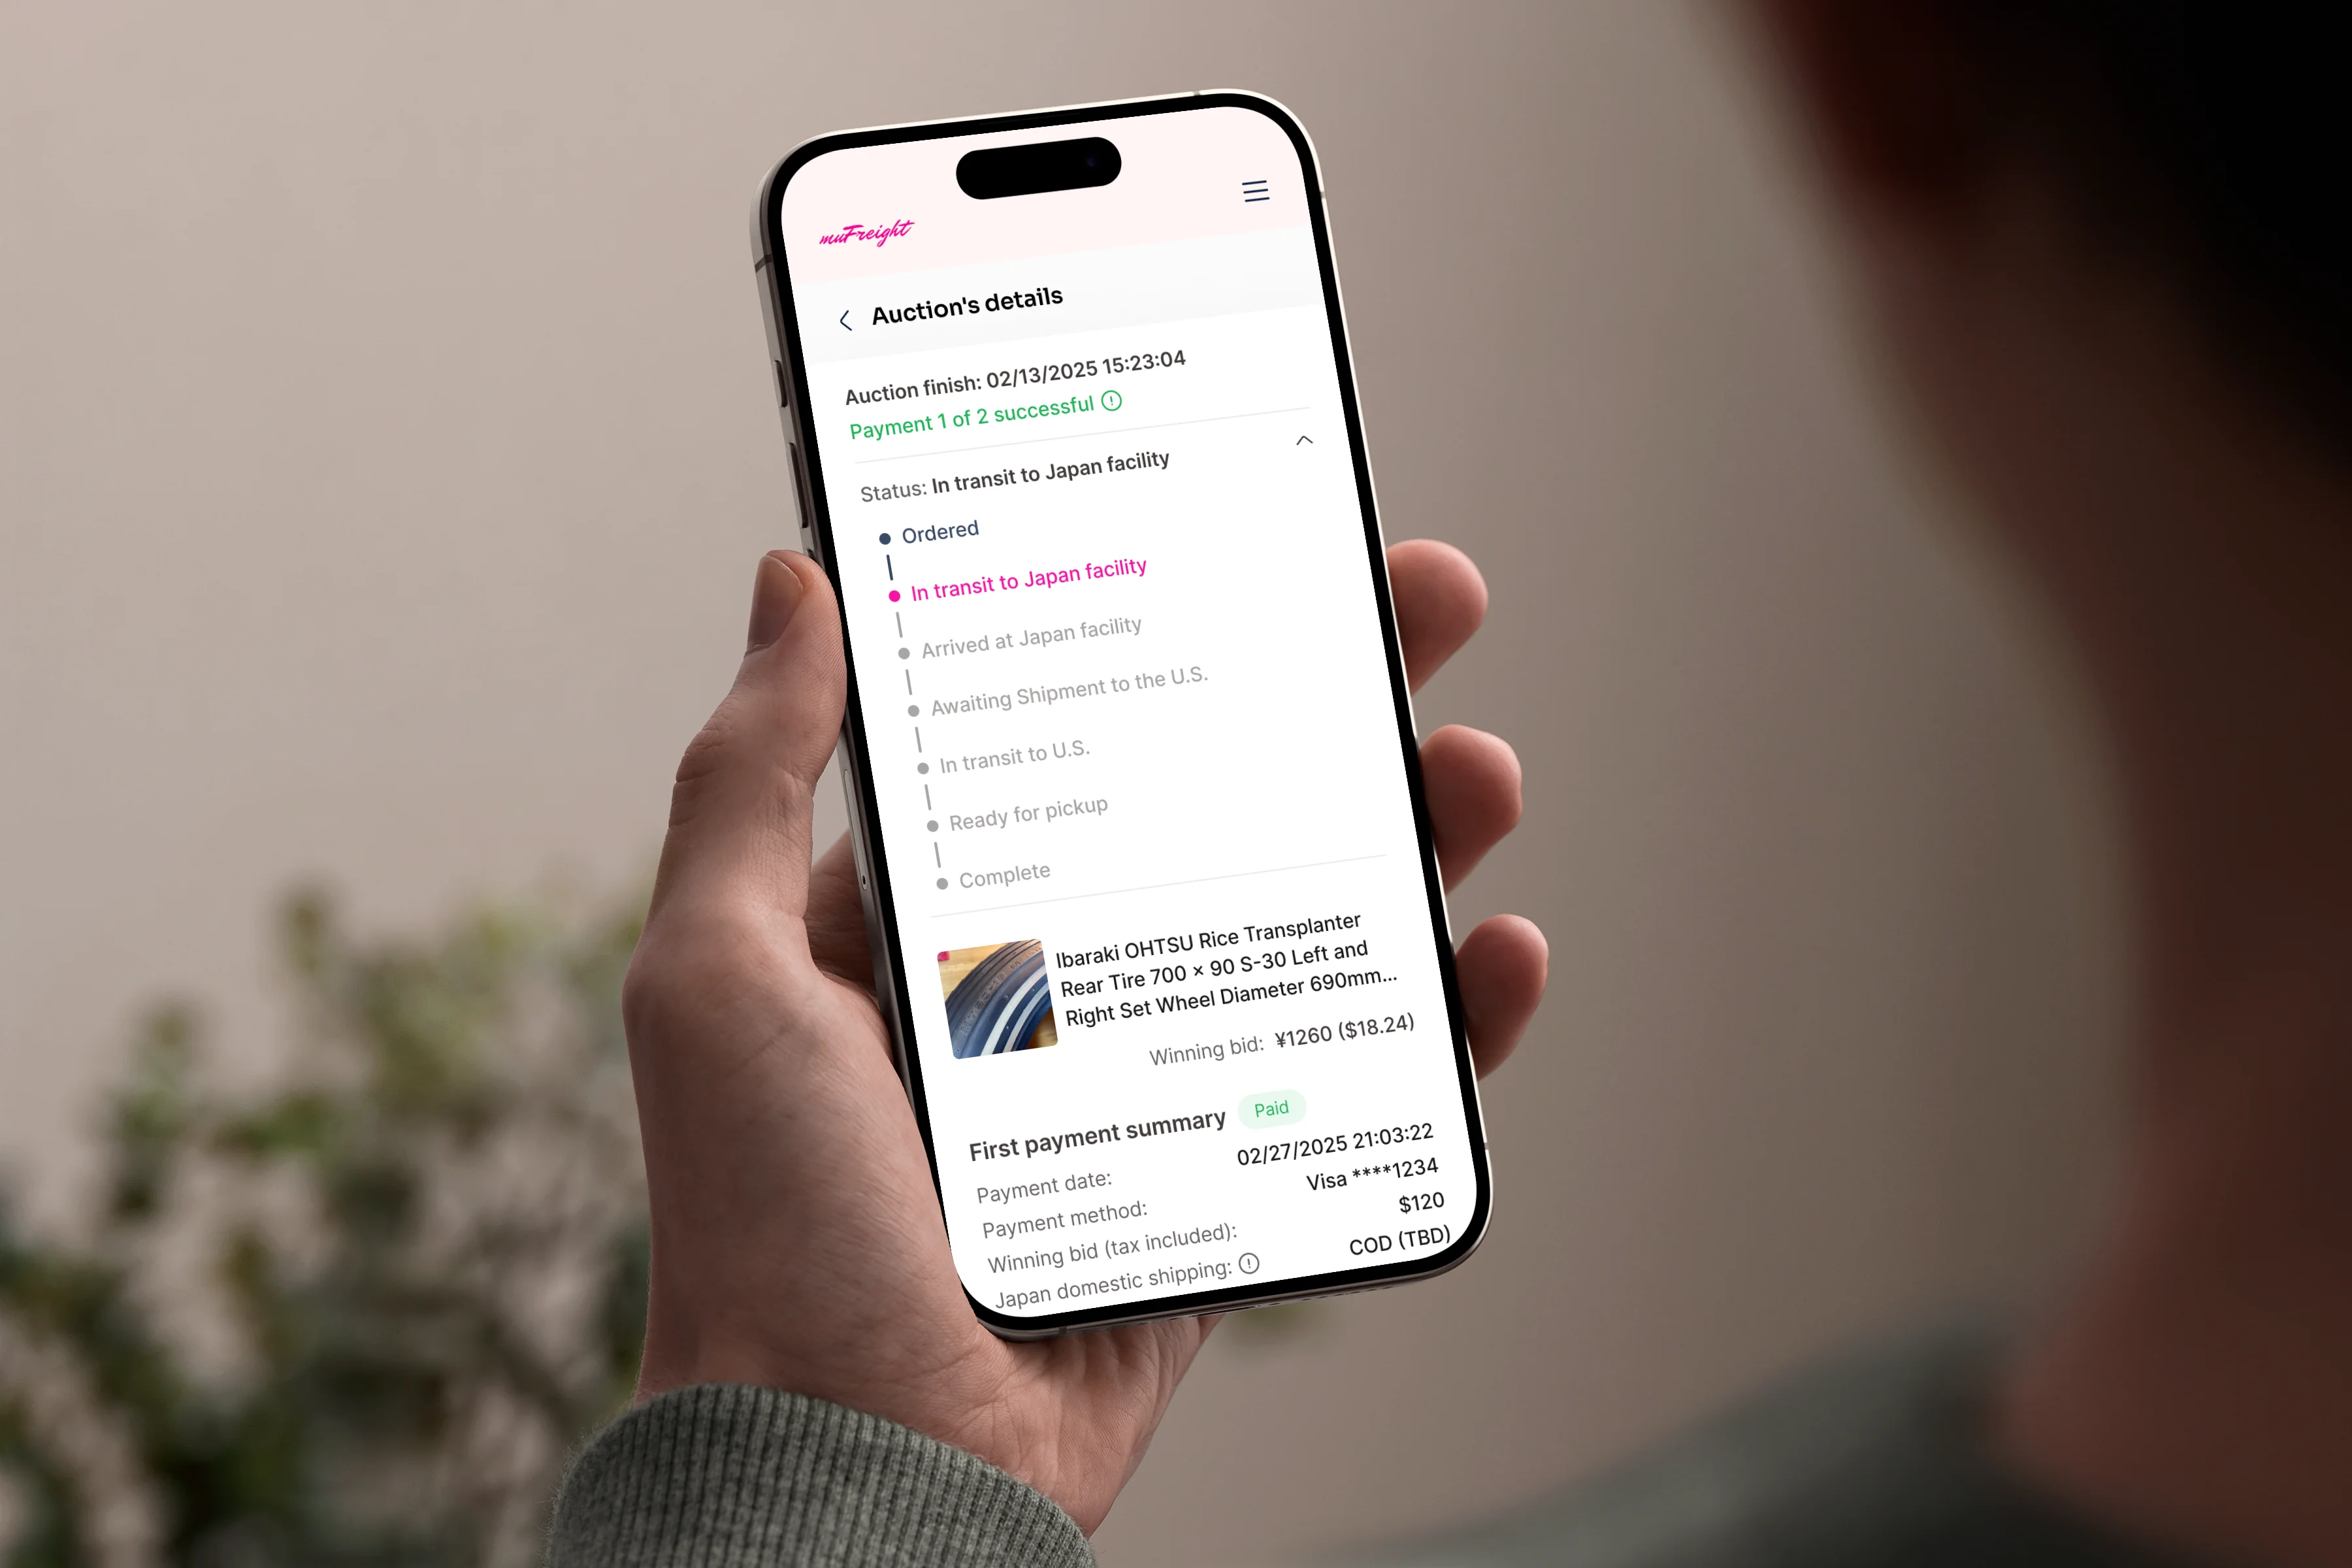 muFreight
Auction's details
Auction finish: 02/13/2025 15:23:04
Payment 1 of 2 successful
Status: In transit to Japan facility
Ordered
In transit to Japan facility
Arrived at Japan facility
Awaiting Shipment to the U.S.
In transit to U.S.
Ready for pickup
Complete
Ibaraki OHTSU Rice Transplanter
Rear Tire 700 × 90 S-30 Left and
Right Set Wheel Diameter 690mm...
Winning bid: ¥1260 ($18.24)
First payment summary Paid
Payment date: 02/27/2025 21:03:22
Payment method: Visa ****1234
Winning bid (tax included): $120
Japan domestic shipping: COD (TBD)